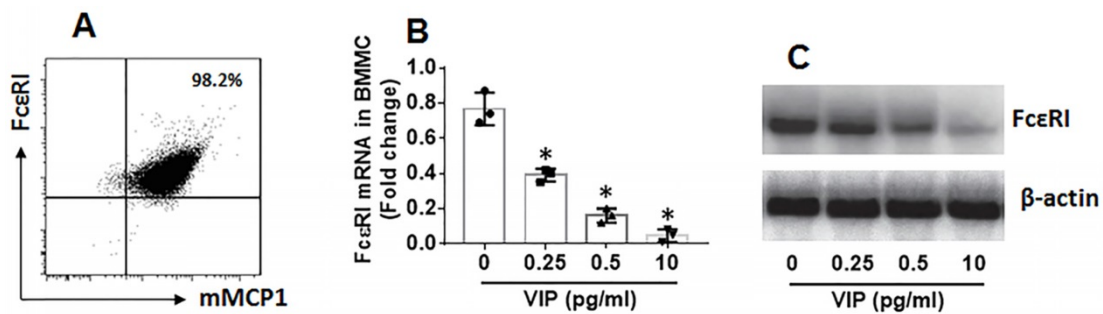 A
98.2%
FcεRI
mMCP1
B
FcεRI mRNA in BMMC
(Fold change)
1.0
0.8
0.6
0.4
0.2
0.0
*
*
*
0 0.25 0.5 10
VIP (pg/ml)
C
FcεRI
β-actin
0 0.25 0.5 10
VIP (pg/ml)